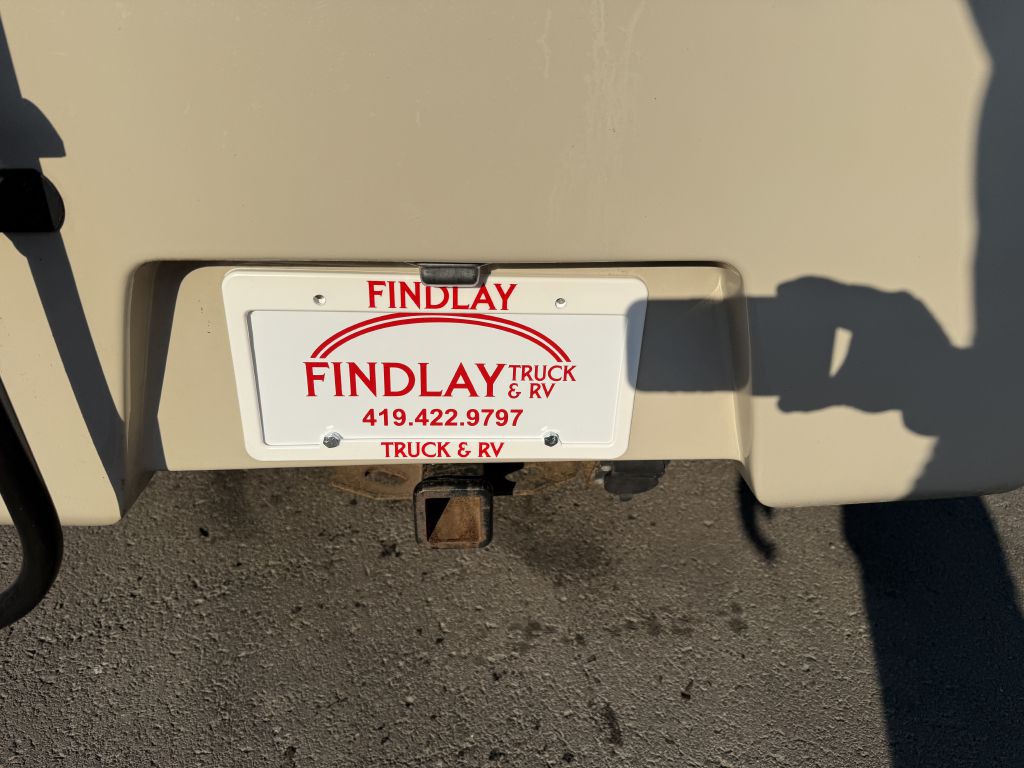 FINDLAY
FINDLAY TRUCK & RV
419.422.9797
TRUCK & RV